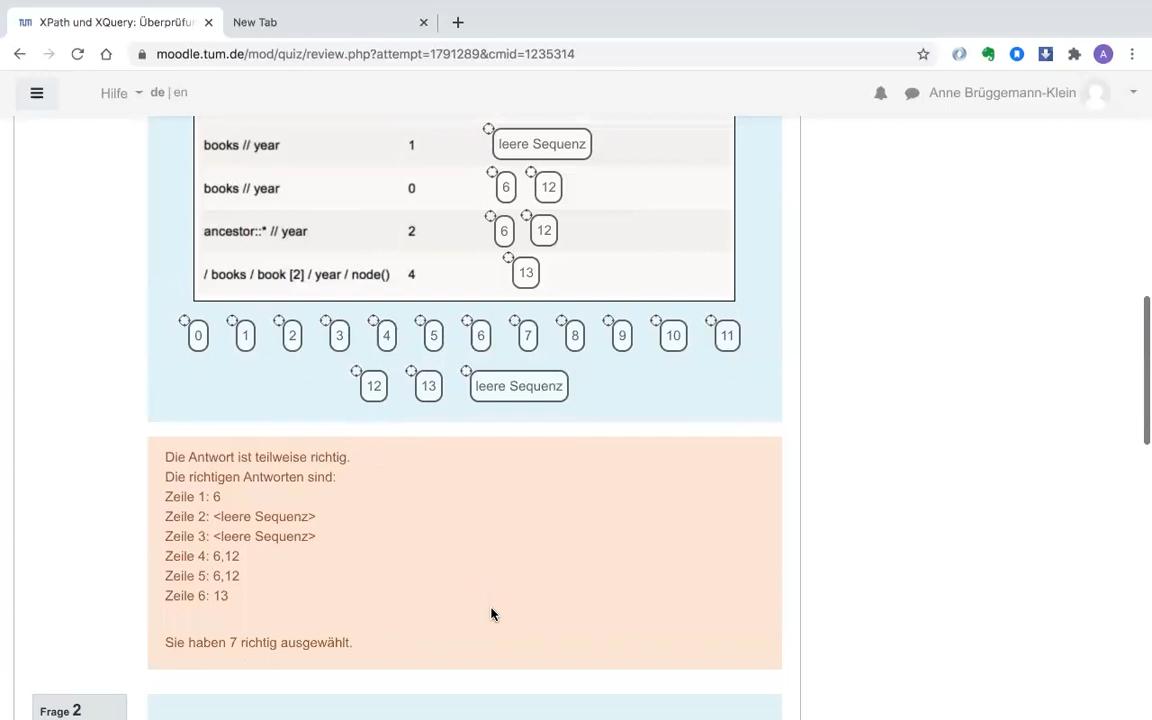 TUM XPath und XQuery: Überprüfu
New Tab
moodle.tum.de/mod/quiz/review.php?attempt=1791289&cmid=1235314
A
Hilfe de | en Anne Brüggemann-Klein
books // year 1 leere Sequenz
books // year 0 6 12
ancestor::* // year 2 6 12
/ books / book [2] / year / node() 4 13
0 1 2 3 4 5 6 7 8 9 10 11
12 13 leere Sequenz
Die Antwort ist teilweise richtig.
Die richtigen Antworten sind:
Zeile 1: 6
Zeile 2: <leere Sequenz>
Zeile 3: <leere Sequenz>
Zeile 4: 6,12
Zeile 5: 6,12
Zeile 6: 13
Sie haben 7 richtig ausgewählt.
Frage 2